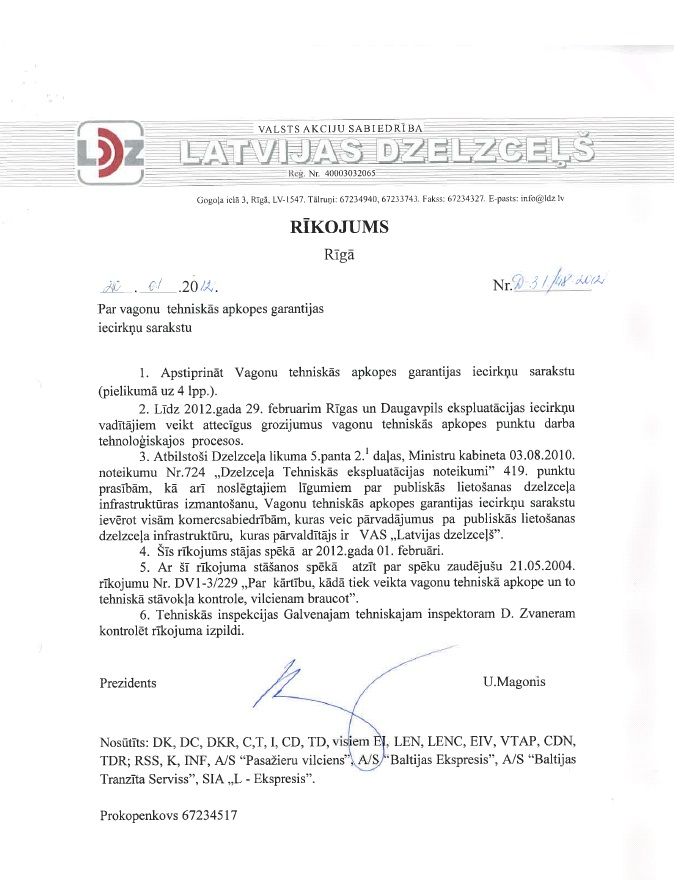 VALSTS AKCIJU SABIEDRĪBA
LDZ LATVIJAS DZELZCEĻŠ
Reģ. Nr. 40003032065
Gogoļa ielā 3, Rīgā, LV-1547. Tālruņi: 67234940, 67233743. Fakss: 67234327. E-pasts: info@ldz.lv
RĪKOJUMS
Rīgā
20 . 01 .2012. Nr.D-3.1/48-2012
Par vagonu tehniskās apkopes garantijas
iecirkņu sarakstu
1. Apstiprināt Vagonu tehniskās apkopes garantijas iecirkņu sarakstu
(pielikumā uz 4 lpp.).
2. Līdz 2012.gada 29. februarim Rīgas un Daugavpils ekspluatācijas iecirkņu
vadītājiem veikt attecīgus grozijumus vagonu tehniskās apkopes punktu darba
tehnoloģiskajos procesos.
3. Atbilstoši Dzelzceļa likuma 5.panta 2.¹ daļas, Ministru kabineta 03.08.2010.
noteikumu Nr.724 „Dzelzceļa Tehniskās ekspluatācijas noteikumi” 419. punktu
prasībām, kā arī noslēgtajiem līgumiem par publiskās lietošanas dzelzceļa
infrastruktūras izmantošanu, Vagonu tehniskās apkopes garantijas iecirkņu sarakstu
ievērot visām komercsabiedrībām, kuras veic pārvadājumus pa publiskās lietošanas
dzelzceļa infrastruktūru, kuras pārvaldītājs ir VAS „Latvijas dzelzceļš”.
4. Šīs rīkojums stājas spēkā ar 2012.gada 01. februāri.
5. Ar šī rīkojuma stāšanos spēkā atzīt par spēku zaudējušu 21.05.2004.
rīkojumu Nr. DV1-3/229 „Par kārtību, kādā tiek veikta vagonu tehniskā apkope un to
tehniskā stāvokļa kontrole, vilcienam braucot”.
6. Tehniskās inspekcijas Galvenajam tehniskajam inspektoram D. Zvaneram
kontrolēt rīkojuma izpildi.
Prezidents U.Magonis
Nosūtīts: DK, DC, DKR, C,T, I, CD, TD, visiem EI, LEN, LENC, EIV, VTAP, CDN,
TDR; RSS, K, INF, A/S “Pasažieru vilciens”, A/S “Baltijas Ekspresis”, A/S “Baltijas
Tranzīta Serviss”, SIA „L - Ekspresis”.
Prokopenkovs 67234517